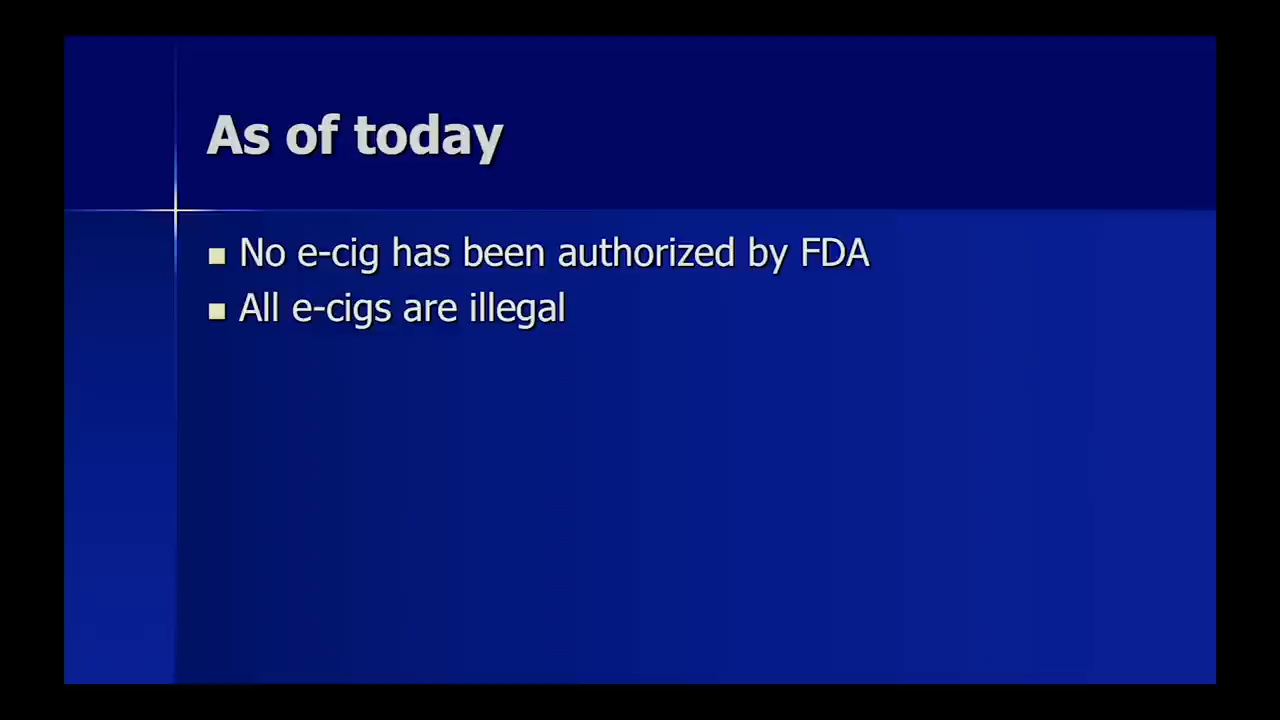 As of today
No e-cig has been authorized by FDA
All e-cigs are illegal